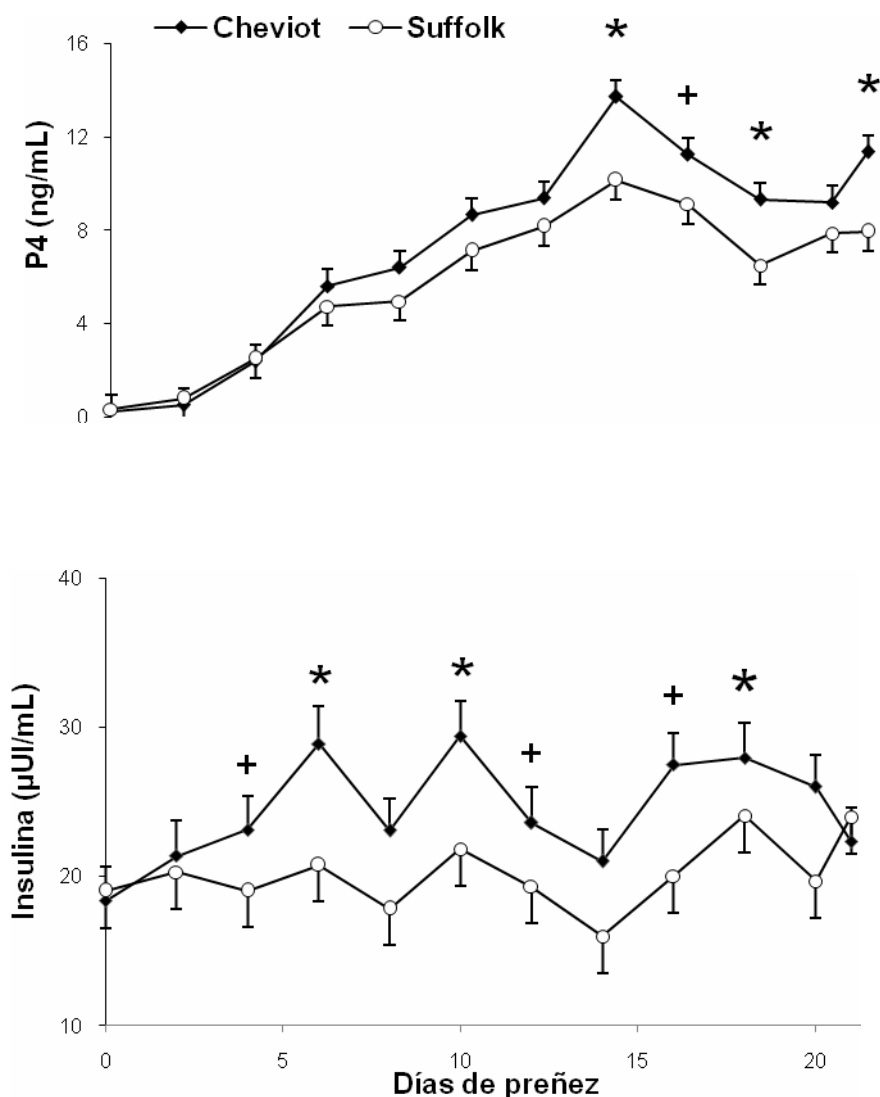 Cheviot Suffolk
16
12
8
4
0
P4 (ng/mL)
* + * *
40
30
20
10
Insulina (µUI/mL)
+ * * + + *
0 5 10 15 20
Días de preñez